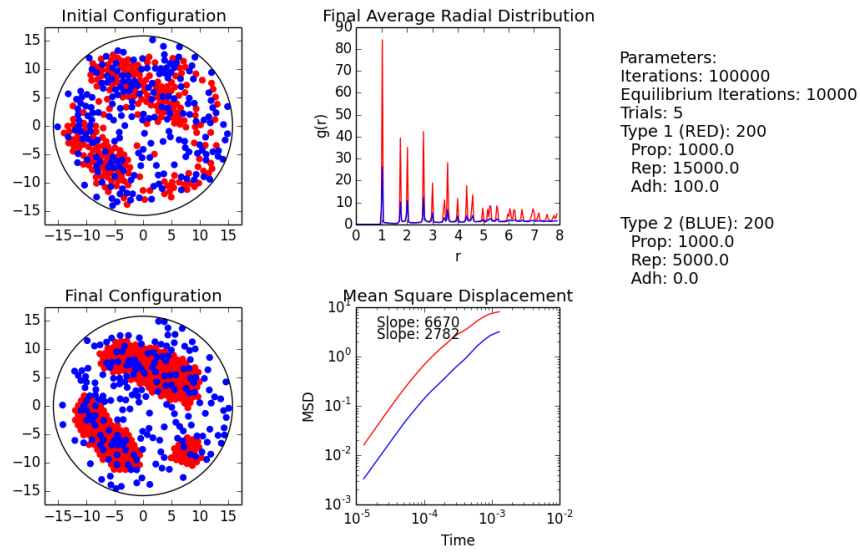 Initial Configuration
15
10
5
0
−5
−10
−15
−15 −10 −5 0 5 10 15
Final Average Radial Distribution
g(r)
90
80
70
60
50
40
30
20
10
0
0 1 2 3 4 5 6 7 8
r
Parameters:
Iterations: 100000
Equilibrium Iterations: 10000
Trials: 5
Type 1 (RED): 200
Prop: 1000.0
Rep: 15000.0
Adh: 100.0
Type 2 (BLUE): 200
Prop: 1000.0
Rep: 5000.0
Adh: 0.0
Final Configuration
15
10
5
0
−5
−10
−15
−15 −10 −5 0 5 10 15
Mean Square Displacement
MSD
10^1
10^0
10^-1
10^-2
10^-3
Slope: 6670
Slope: 2782
10^-5 10^-4 10^-3 10^-2
Time